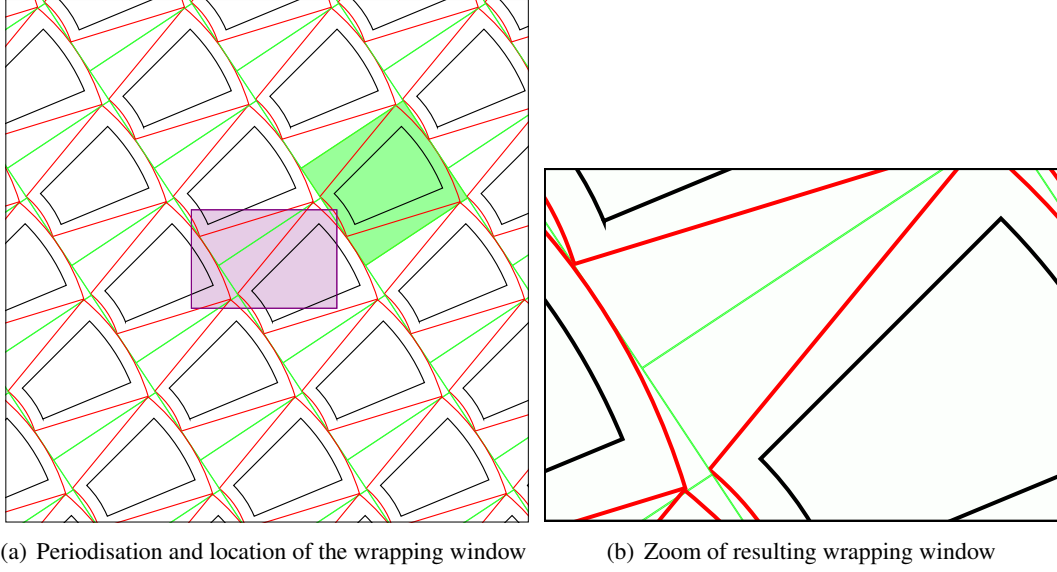 (a) Periodisation and location of the wrapping window
(b) Zoom of resulting wrapping window